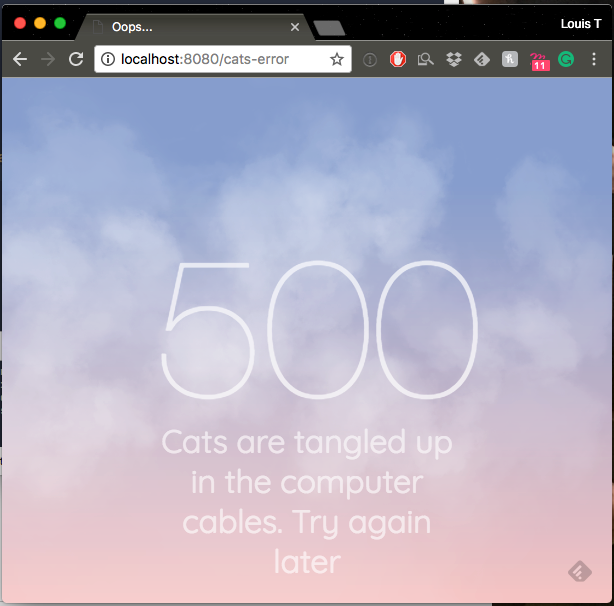 Oops...
Louis T
localhost:8080/cats-error
11
500
Cats are tangled up
in the computer
cables. Try again
later